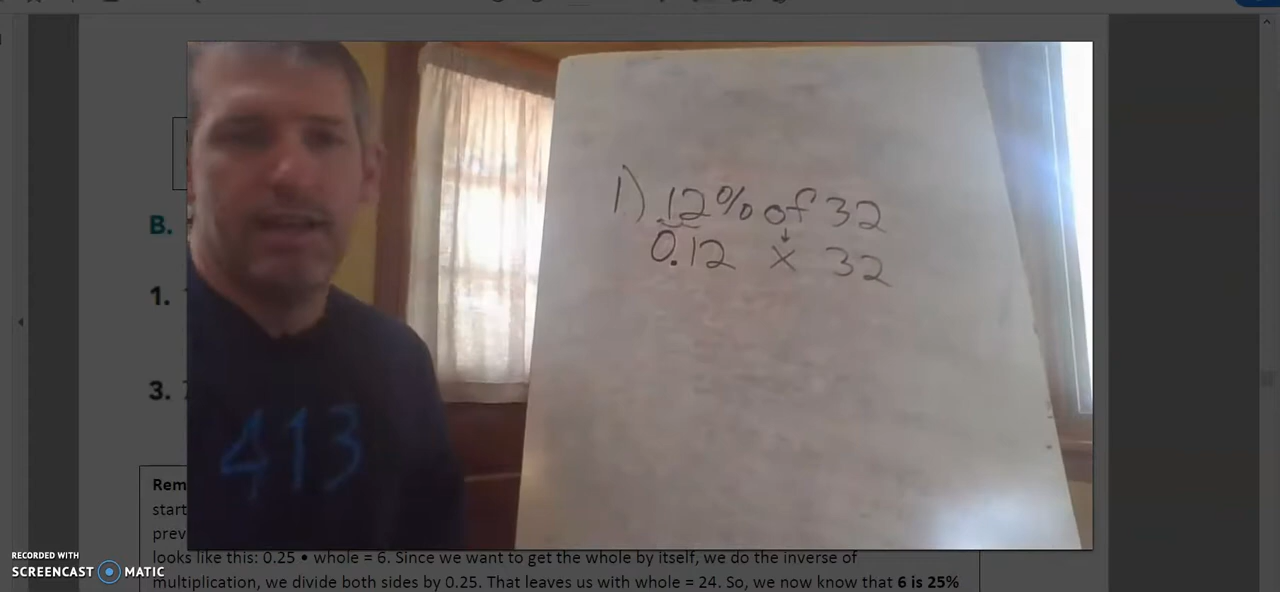 B.
1.
3.
1.) 12% of 32
0.12 x 32
413
Rem
start
prev
looks like this: 0.25 • whole = 6. Since we want to get the whole by itself, we do the inverse of
multiplication, we divide both sides by 0.25. That leaves us with whole = 24. So, we now know that 6 is 25%
RECORDED WITH
SCREENCAST MATIC